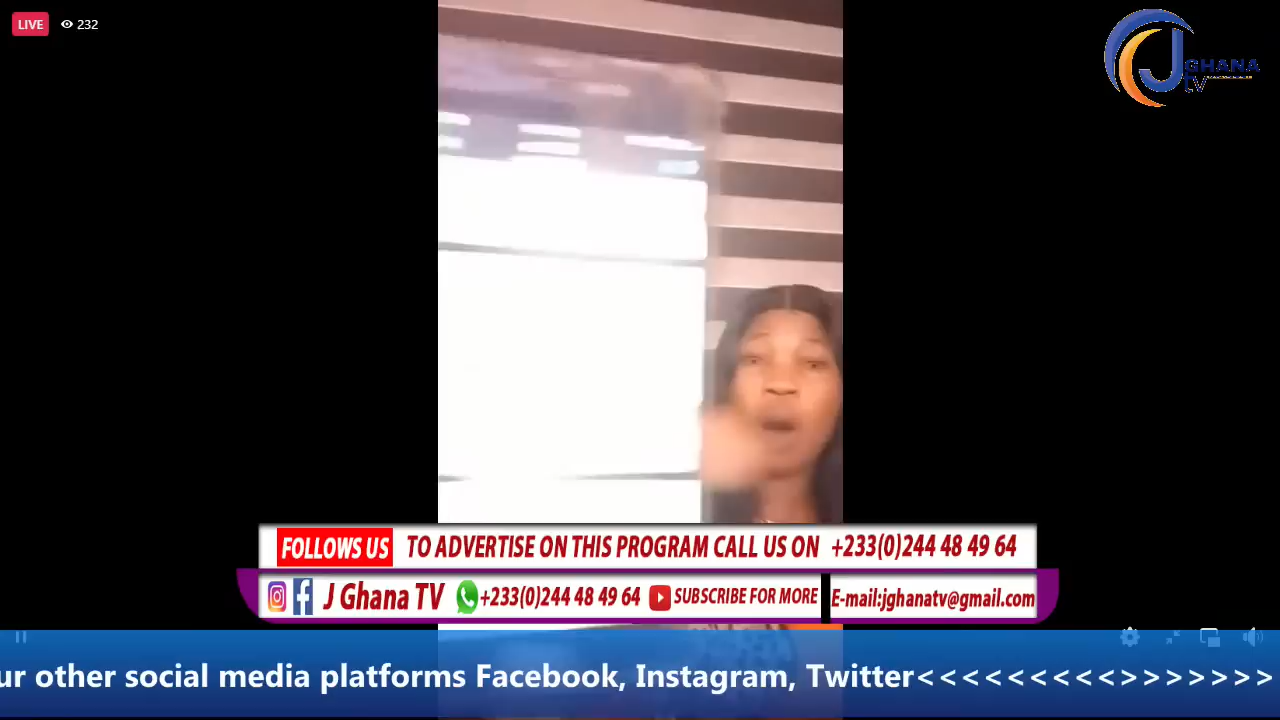 LIVE 232
J GHANA
TV
FOLLOWS US TO ADVERTISE ON THIS PROGRAM CALL US ON +233(0)244 48 49 64
J Ghana TV +233(0)244 48 49 64 SUBSCRIBE FOR MORE E-mail:jghanatv@gmail.com
ur other social media platforms Facebook, Instagram, Twitter<<<<<<<<<>>>>>>>